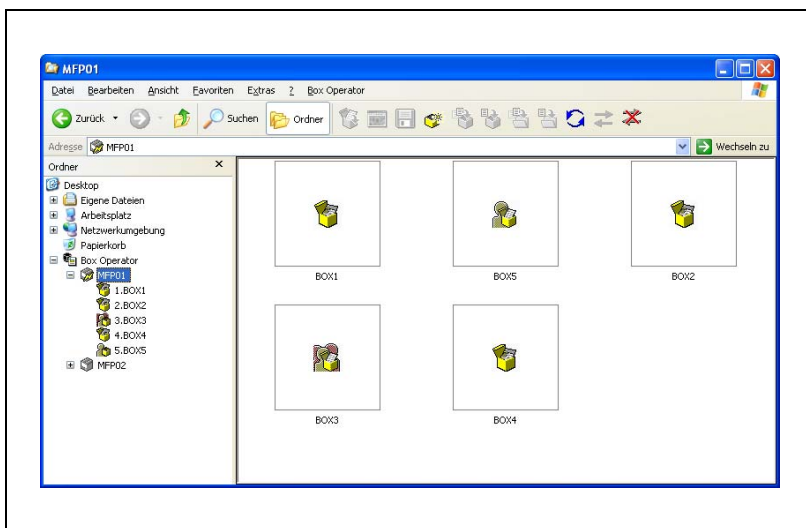 MFP01
Datei Bearbeiten Ansicht Favoriten Extras ? Box Operator
Zurück Suchen Ordner
Adresse MFP01 Wechseln zu
Ordner x
Desktop
Eigene Dateien
Arbeitsplatz
Netzwerkumgebung
Papierkorb
Box Operator
MFP01
1.BOX1
2.BOX2
3.BOX3
4.BOX4
5.BOX5
MFP02
BOX1 BOX5 BOX2
BOX3 BOX4